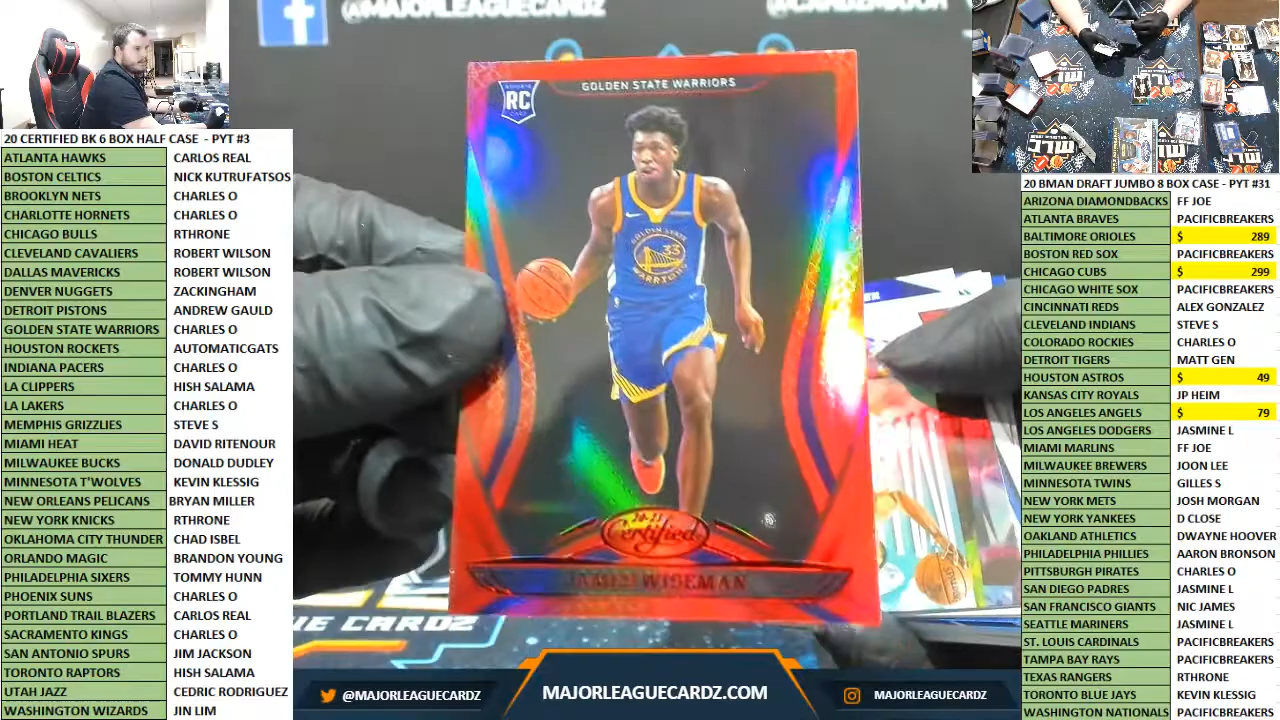 @MAJORLEAGUECARDZ
20 CERTIFIED BK 6 BOX HALF CASE - PYT #3
ATLANTA HAWKS CARLOS REAL
BOSTON CELTICS NICK KUTRUFATSOS
BROOKLYN NETS CHARLES O
CHARLOTTE HORNETS CHARLES O
CHICAGO BULLS RTHRONE
CLEVELAND CAVALIERS ROBERT WILSON
DALLAS MAVERICKS ROBERT WILSON
DENVER NUGGETS ZACKINGHAM
DETROIT PISTONS ANDREW GAULD
GOLDEN STATE WARRIORS CHARLES O
HOUSTON ROCKETS AUTOMATICGATS
INDIANA PACERS CHARLES O
LA CLIPPERS HISH SALAMA
LA LAKERS CHARLES O
MEMPHIS GRIZZLIES STEVE S
MIAMI HEAT DAVID RITENOUR
MILWAUKEE BUCKS DONALD DUDLEY
MINNESOTA T'WOLVES KEVIN KLESSIG
NEW ORLEANS PELICANS BRYAN MILLER
NEW YORK KNICKS RTHRONE
OKLAHOMA CITY THUNDER CHAD ISBEL
ORLANDO MAGIC BRANDON YOUNG
PHILADELPHIA SIXERS TOMMY HUNN
PHOENIX SUNS CHARLES O
PORTLAND TRAIL BLAZERS CARLOS REAL
SACRAMENTO KINGS CHARLES O
SAN ANTONIO SPURS JIM JACKSON
TORONTO RAPTORS HISH SALAMA
UTAH JAZZ CEDRIC RODRIGUEZ
WASHINGTON WIZARDS JIN LIM
GOLDEN STATE WARRIORS
RC
GOLDEN STATE
33
WARRIORS
20-21
Certified
JAMES WISEMAN
UE CARDZ
@MAJORLEAGUECARDZ
MAJORLEAGUECARDZ.COM
MAJORLEAGUECARDZ
MLC
20 BMAN DRAFT JUMBO 8 BOX CASE - PYT #31
ARIZONA DIAMONDBACKS FF JOE
ATLANTA BRAVES PACIFICBREAKERS
BALTIMORE ORIOLES $ 289
BOSTON RED SOX PACIFICBREAKERS
CHICAGO CUBS $ 299
CHICAGO WHITE SOX PACIFICBREAKERS
CINCINNATI REDS ALEX GONZALEZ
CLEVELAND INDIANS STEVE S
COLORADO ROCKIES CHARLES O
DETROIT TIGERS MATT GEN
HOUSTON ASTROS $ 49
KANSAS CITY ROYALS JP HEIM
LOS ANGELES ANGELS $ 79
LOS ANGELES DODGERS JASMINE L
MIAMI MARLINS FF JOE
MILWAUKEE BREWERS JOON LEE
MINNESOTA TWINS GILLES S
NEW YORK METS JOSH MORGAN
NEW YORK YANKEES D CLOSE
OAKLAND ATHLETICS DWAYNE HOOVER
PHILADELPHIA PHILLIES AARON BRONSON
PITTSBURGH PIRATES CHARLES O
SAN DIEGO PADRES JASMINE L
SAN FRANCISCO GIANTS NIC JAMES
SEATTLE MARINERS JASMINE L
ST. LOUIS CARDINALS PACIFICBREAKERS
TAMPA BAY RAYS PACIFICBREAKERS
TEXAS RANGERS RTHRONE
TORONTO BLUE JAYS KEVIN KLESSIG
WASHINGTON NATIONALS PACIFICBREAKERS